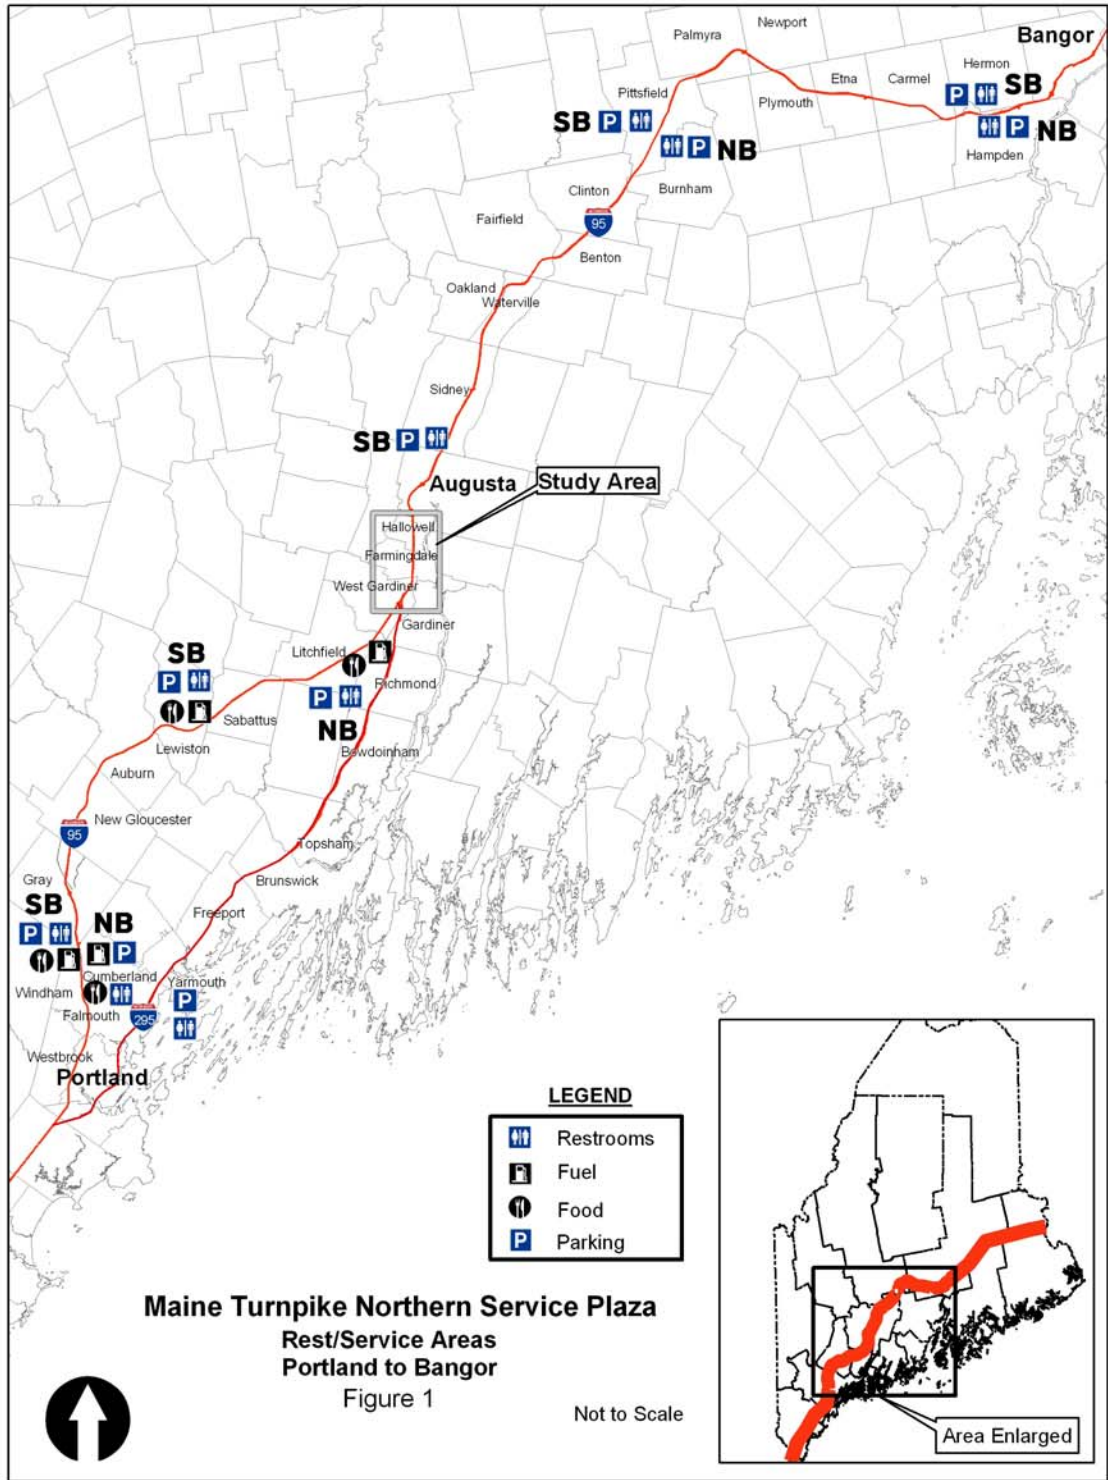 Newport
Palmyra
Bangor
Hermon
Etna
Carmel
SB
P
Plymouth
Pittsfield
SB P
P NB
P NB
Hampden
Clinton
Burnham
Fairfield
95
Benton
Oakland
Waterville
Sidney
SB P
Augusta
Study Area
Hallowell
Farmingdale
West Gardiner
Gardiner
Litchfield
SB
P
Richmond
P
NB
Sabattus
Lewiston
Bowdoinham
Auburn
New Gloucester
95
Topsham
Gray
Brunswick
SB
NB
Freeport
P
P
Cumberland
Yarmouth
Windham
P
Falmouth
295
Westbrook
Portland
LEGEND
Restrooms
Fuel
Food
P Parking
Maine Turnpike Northern Service Plaza
Rest/Service Areas
Portland to Bangor
Figure 1
Not to Scale
Area Enlarged